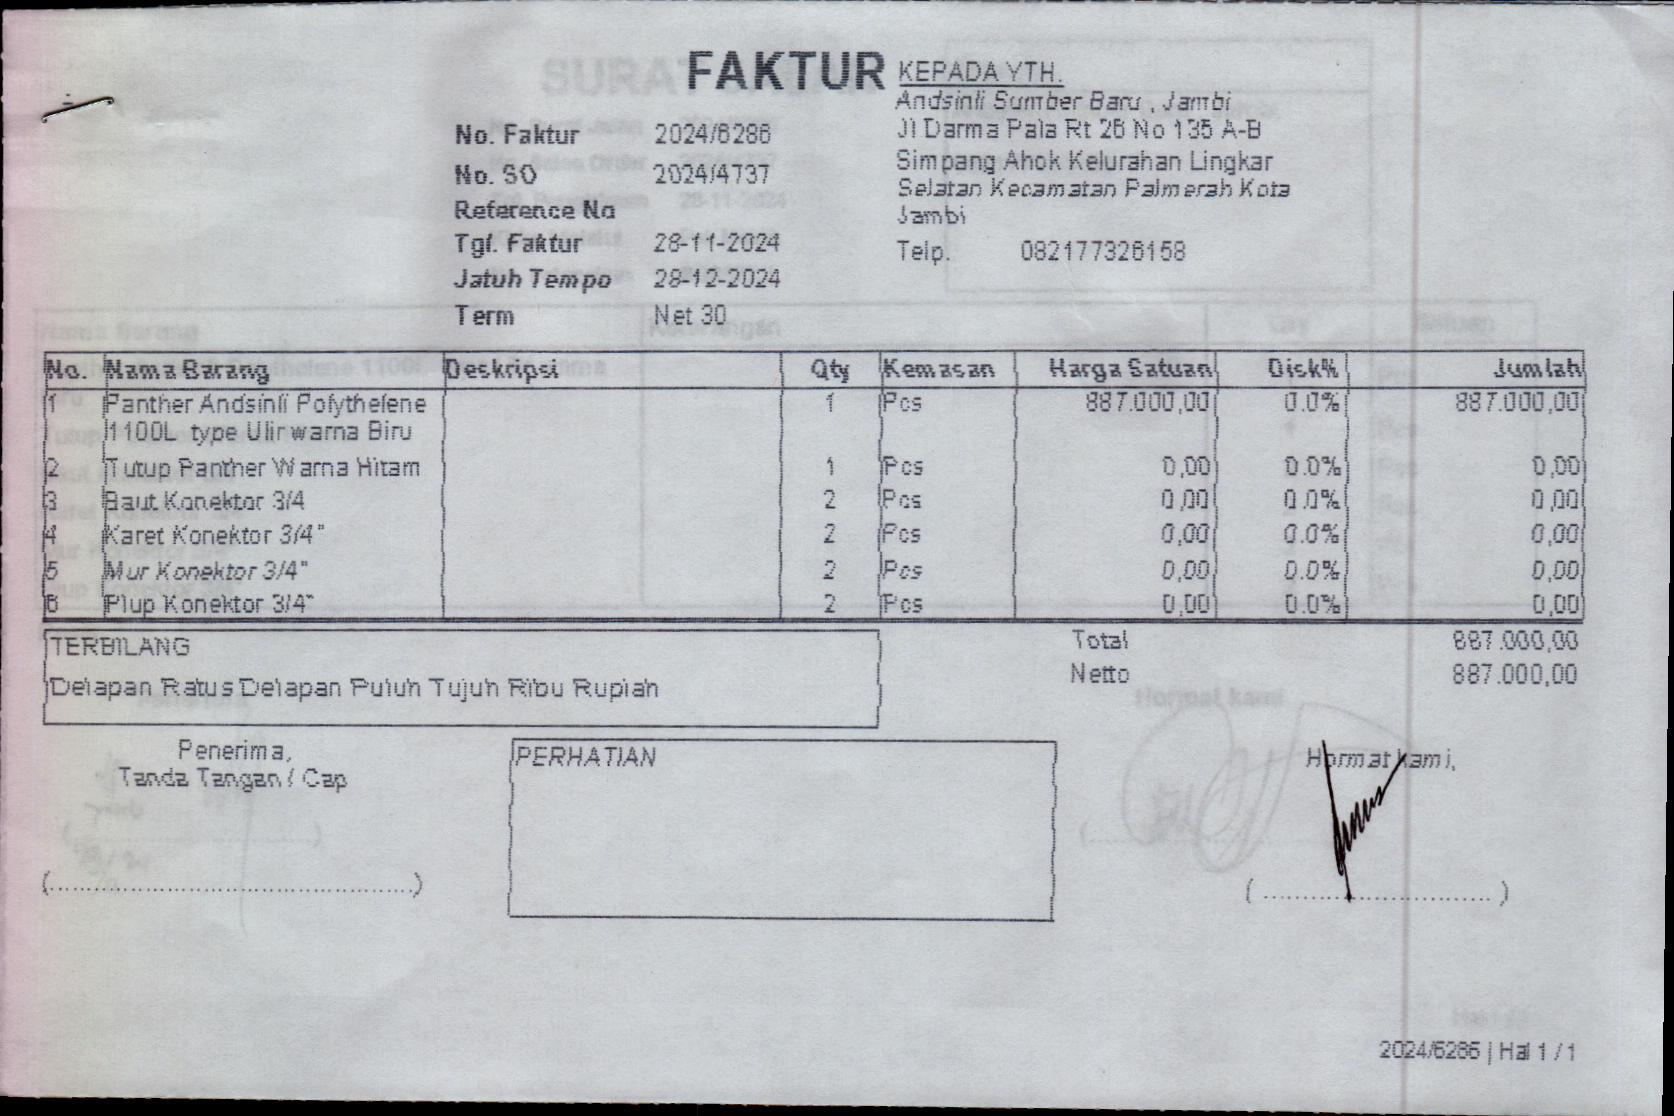 FAKTUR
No. Faktur 2024/6286
No. SO 2024/4737
Reference No
Tgl. Faktur 28-11-2024
Jatuh Tempo 28-12-2024
Term Net 30
KEPADA YTH.
Andsinli Sumber Baru , Jambi
Jl Darma Pala Rt 26 No 135 A-B
Simpang Ahok Kelurahan Lingkar
Selatan Kecamatan Palmerah Kota
Jambi
Telp. 082177326158
No. Nama Barang Deskripsi Qty Kemasan Harga Satuan Disk% Jumlah
1 Panther Andsinli Polythelene 1 Pcs 887.000,00 0.0% 887.000,00
1100L type Ulir warna Biru
2 Tutup Panther Warna Hitam 1 Pcs 0,00 0.0% 0,00
3 Baut Konektor 3/4 2 Pcs 0,00 0.0% 0,00
4 Karet Konektor 3/4" 2 Pcs 0,00 0.0% 0,00
5 Mur Konektor 3/4" 2 Pcs 0,00 0.0% 0,00
6 Plup Konektor 3/4" 2 Pcs 0,00 0.0% 0,00
TERBILANG
Delapan Ratus Delapan Puluh Tujuh Ribu Rupiah
Total 887.000,00
Netto 887.000,00
Penerima,
Tanda Tangan / Cap
(............................................................)
PERHATIAN
Hormat kami,
( ...................................... )
2024/6286 | Hal 1 / 1